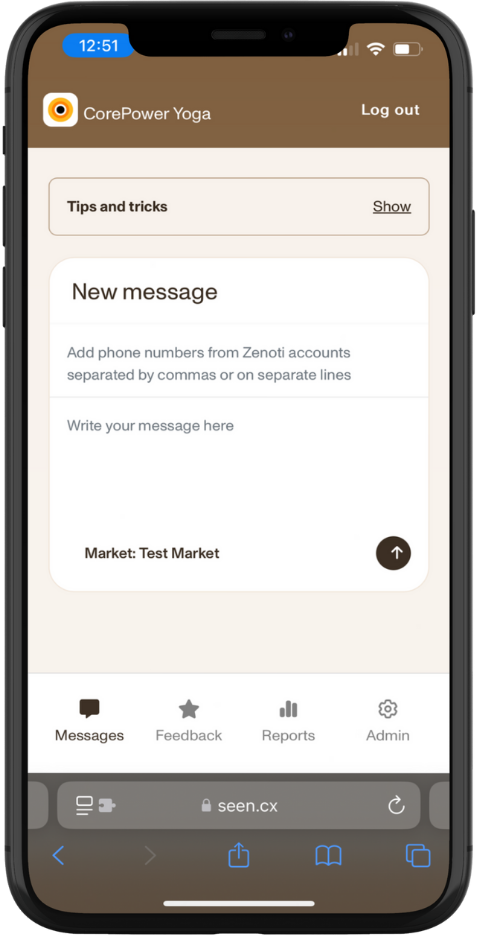 12:51
CorePower Yoga
Log out
Tips and tricks
Show
New message
Add phone numbers from Zenoti accounts
separated by commas or on separate lines
Write your message here
Market: Test Market
Messages
Feedback
Reports
Admin
seen.cx